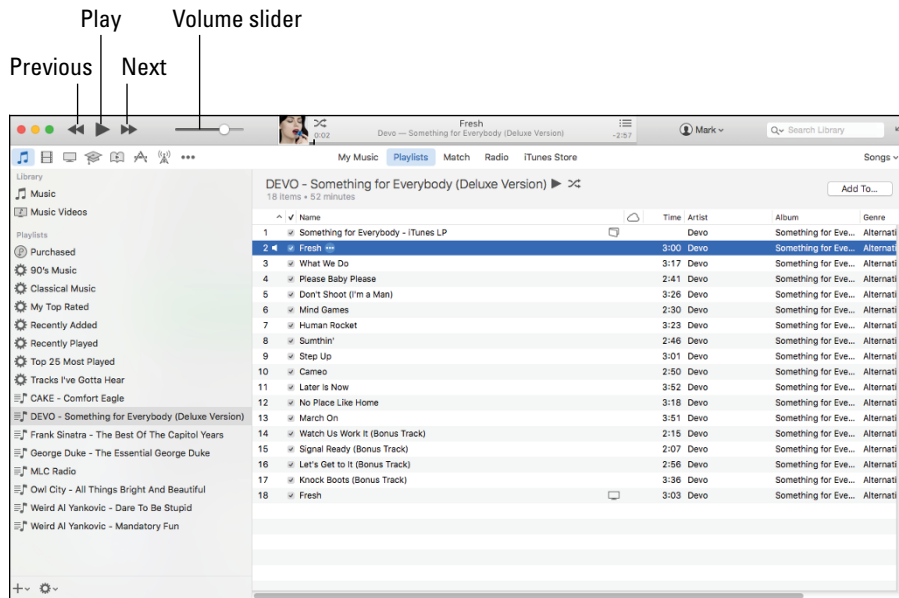 Play Volume slider
Previous Next
Fresh
0:02 Devo — Something for Everybody (Deluxe Version) -2:57
Mark
Search Library
My Music Playlists Match Radio iTunes Store Songs
Library
Music
Music Videos
Playlists
Purchased
90's Music
Classical Music
My Top Rated
Recently Added
Recently Played
Top 25 Most Played
Tracks I've Gotta Hear
CAKE - Comfort Eagle
DEVO - Something for Everybody (Deluxe Version)
Frank Sinatra - The Best Of The Capitol Years
George Duke - The Essential George Duke
MLC Radio
Owl City - All Things Bright And Beautiful
Weird Al Yankovic - Dare To Be Stupid
Weird Al Yankovic - Mandatory Fun
DEVO - Something for Everybody (Deluxe Version)
18 items • 52 minutes
Add To...
Name Time Artist Album Genre
1 Something for Everybody - iTunes LP Devo Something for Eve... Alternati
2 Fresh 3:00 Devo Something for Eve... Alternati
3 What We Do 3:17 Devo Something for Eve... Alternati
4 Please Baby Please 2:41 Devo Something for Eve... Alternati
5 Don't Shoot (I'm a Man) 3:26 Devo Something for Eve... Alternati
6 Mind Games 2:30 Devo Something for Eve... Alternati
7 Human Rocket 3:23 Devo Something for Eve... Alternati
8 Sumthin' 2:46 Devo Something for Eve... Alternati
9 Step Up 3:01 Devo Something for Eve... Alternati
10 Cameo 2:50 Devo Something for Eve... Alternati
11 Later Is Now 3:52 Devo Something for Eve... Alternati
12 No Place Like Home 3:18 Devo Something for Eve... Alternati
13 March On 3:51 Devo Something for Eve... Alternati
14 Watch Us Work It (Bonus Track) 2:15 Devo Something for Eve... Alternati
15 Signal Ready (Bonus Track) 2:07 Devo Something for Eve... Alternati
16 Let's Get to It (Bonus Track) 2:56 Devo Something for Eve... Alternati
17 Knock Boots (Bonus Track) 3:36 Devo Something for Eve... Alternati
18 Fresh 3:03 Devo Something for Eve... Alternati